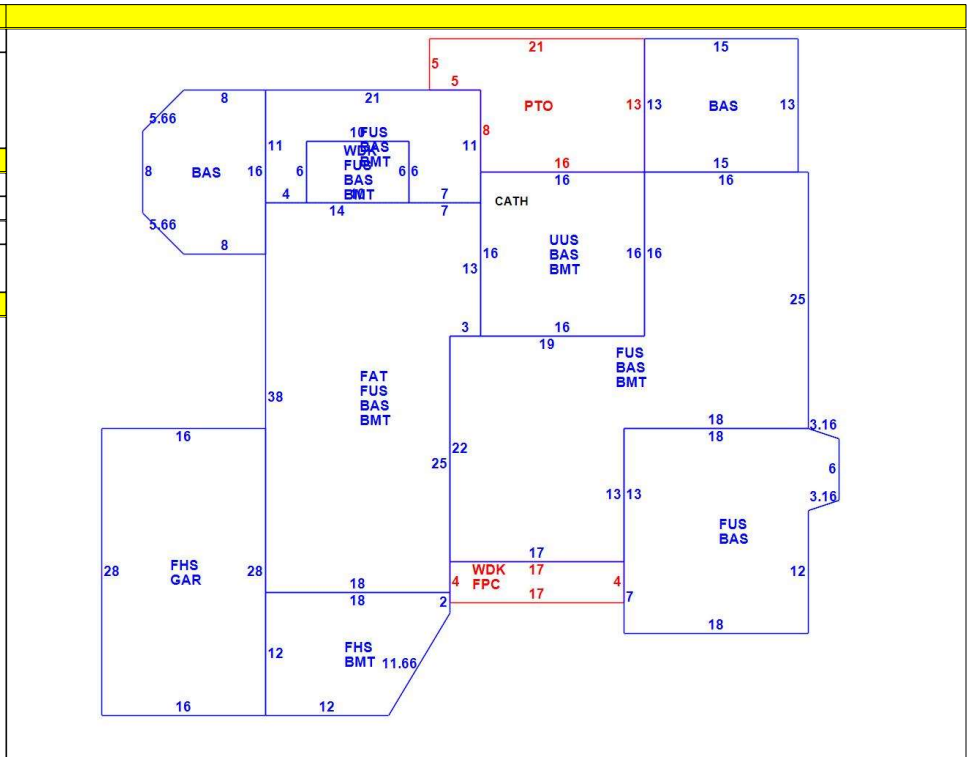 21
15
5
5
8
21
PTO
13
13
BAS
13
5.66
8
10
FUS
BAS
BMT
11
11
8
16
15
WDK
FUS
BAS
BMT
10
6
6
6
8
BAS
16
4
7
14
7
16
16
CATH
5.66
8
UUS
BAS
BMT
13
16
16
16
25
3
16
19
FUS
BAS
BMT
FAT
FUS
BAS
BMT
38
16
18
18
3.16
22
25
6
13
13
3.16
FUS
BAS
17
28
FHS
GAR
28
WDK
FPC
17
4
4
12
18
18
2
17
7
18
12
FHS
BMT
11.66
16
12